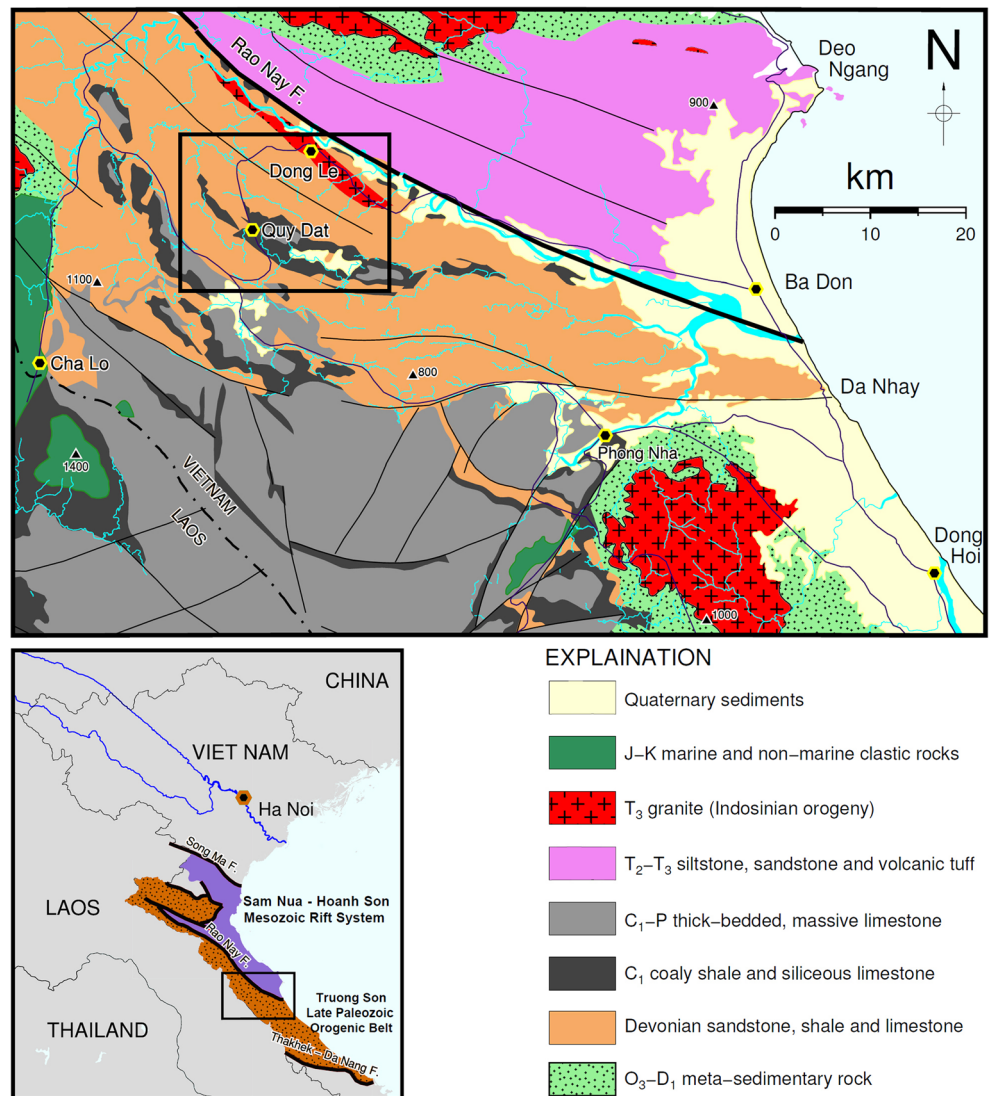 Rao Nay F.
Deo
Ngang
N
900
km
0 10 20
Dong Le
Quy Dat
1100
Ba Don
Cha Lo
800
Da Nhay
1400
Phong Nha
VIETNAM
LAOS
Dong
Hoi
1000
CHINA
VIET NAM
Ha Noi
Song Ma F.
LAOS
Sam Nua - Hoanh Son
Mesozoic Rift System
Rao Nay F.
Truong Son
Late Paleozoic
Orogenic Belt
THAILAND
Thakhek – Da Nang F.
EXPLAINATION
Quaternary sediments
J−K marine and non−marine clastic rocks
T₃ granite (Indosinian orogeny)
T₂−T₃ siltstone, sandstone and volcanic tuff
C₁−P thick−bedded, massive limestone
C₁ coaly shale and siliceous limestone
Devonian sandstone, shale and limestone
O₃−D₁ meta−sedimentary rock